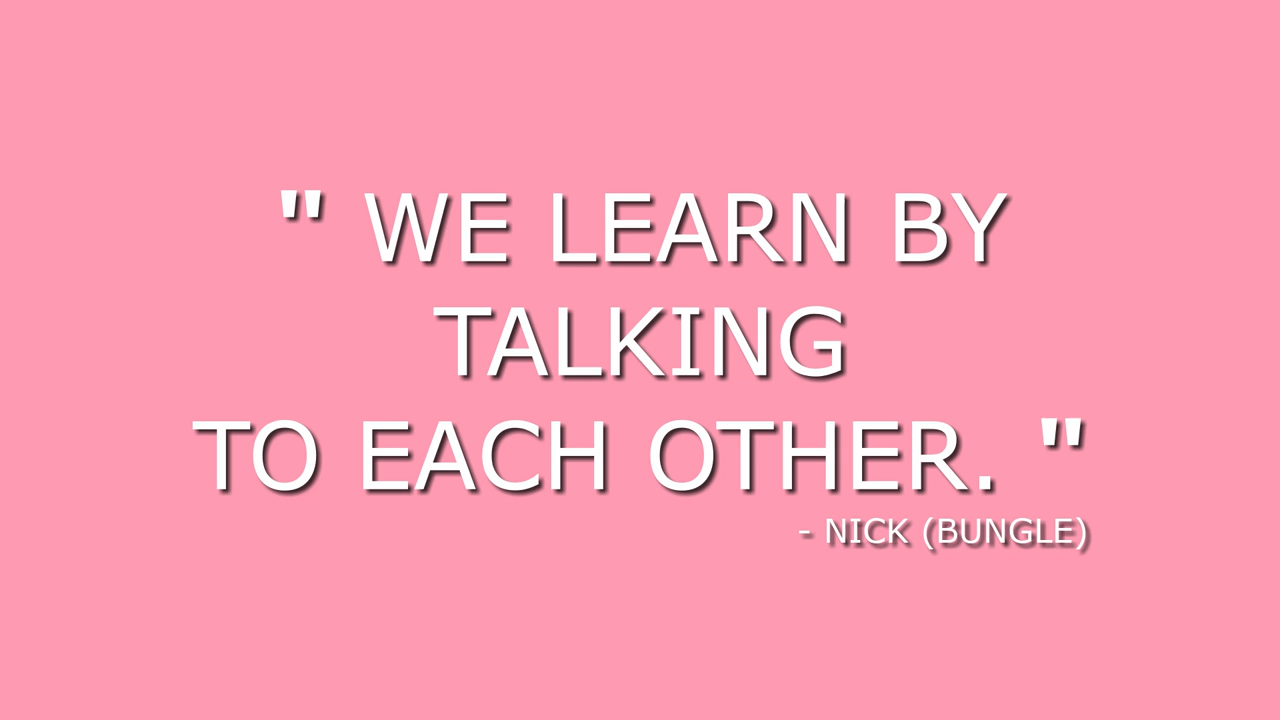 " WE LEARN BY
TALKING
TO EACH OTHER. "
- NICK (BUNGLE)